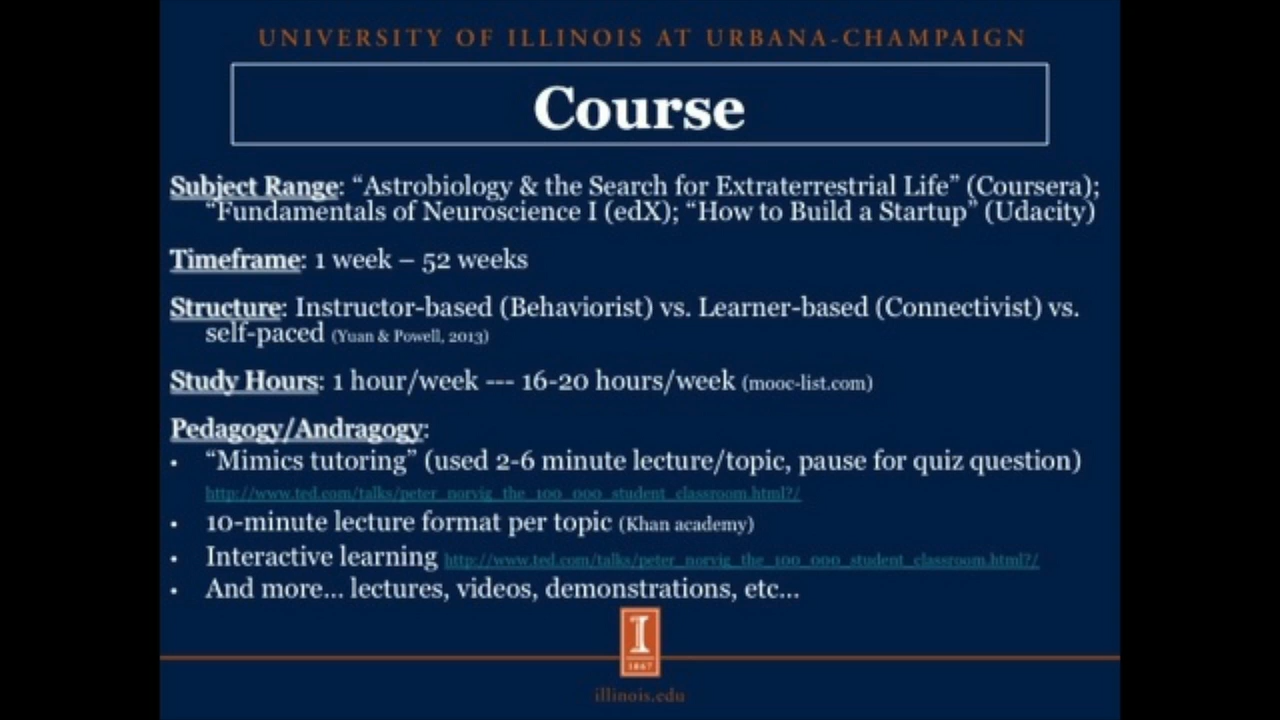 UNIVERSITY OF ILLINOIS AT URBANA-CHAMPAIGN
Course
Subject Range: “Astrobiology & the Search for Extraterrestrial Life” (Coursera);
“Fundamentals of Neuroscience I (edX); “How to Build a Startup” (Udacity)
Timeframe: 1 week – 52 weeks
Structure: Instructor-based (Behaviorist) vs. Learner-based (Connectivist) vs.
self-paced (Yuan & Powell, 2013)
Study Hours: 1 hour/week --- 16-20 hours/week (mooc-list.com)
Pedagogy/Andragogy:
• “Mimics tutoring” (used 2-6 minute lecture/topic, pause for quiz question)
http://www.ted.com/talks/peter_norvig_the_100_000_student_classroom.html?/
• 10-minute lecture format per topic (Khan academy)
• Interactive learning http://www.ted.com/talks/peter_norvig_the_100_000_student_classroom.html?/
• And more... lectures, videos, demonstrations, etc...
I
1867
illinois.edu